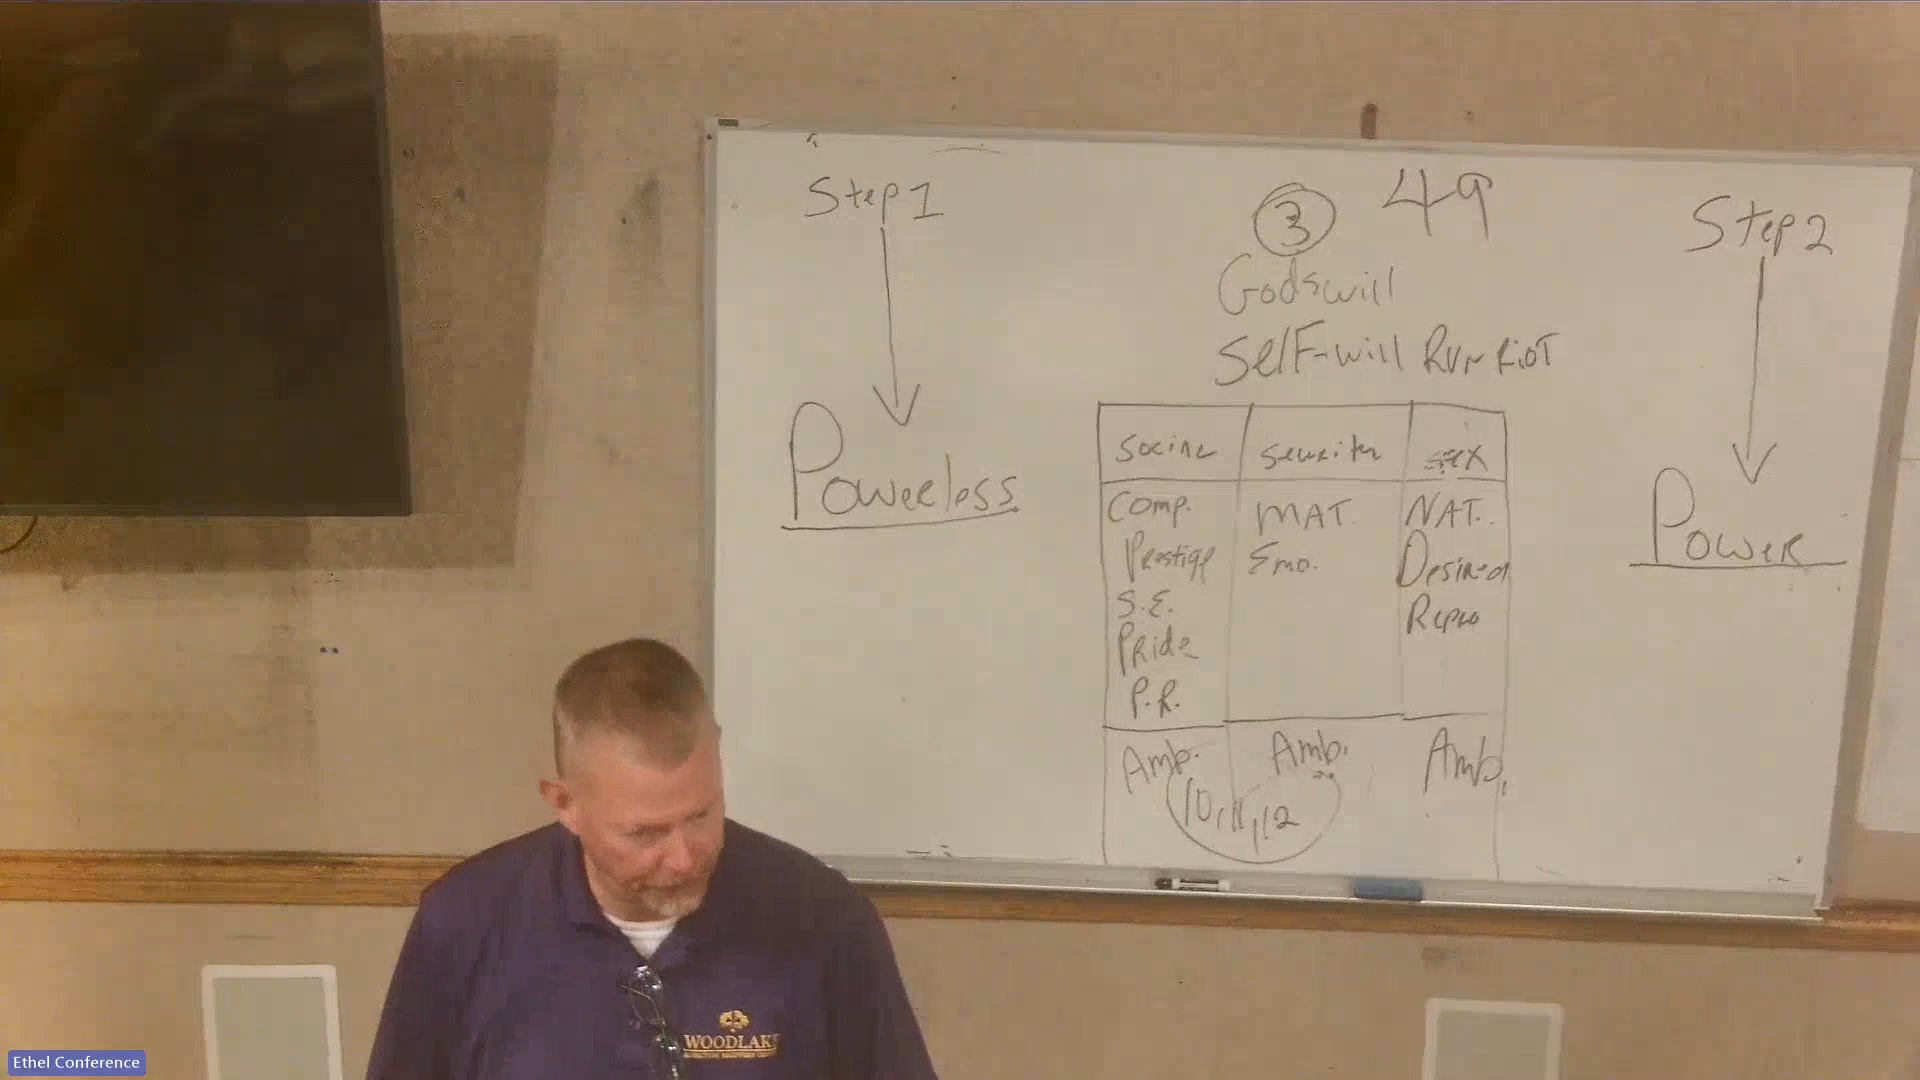 Step 1
Powerless
3 49
Godswill
Self-will Run Riot
Social Security Sex
Comp. MAT. NAT.
Prestige Emo. Desired
S.E. Repro
Pride
P.R.
Amb. Amb. Amb.
10, 11, 12
Step 2
Power
WOODLAKE
Ethel Conference